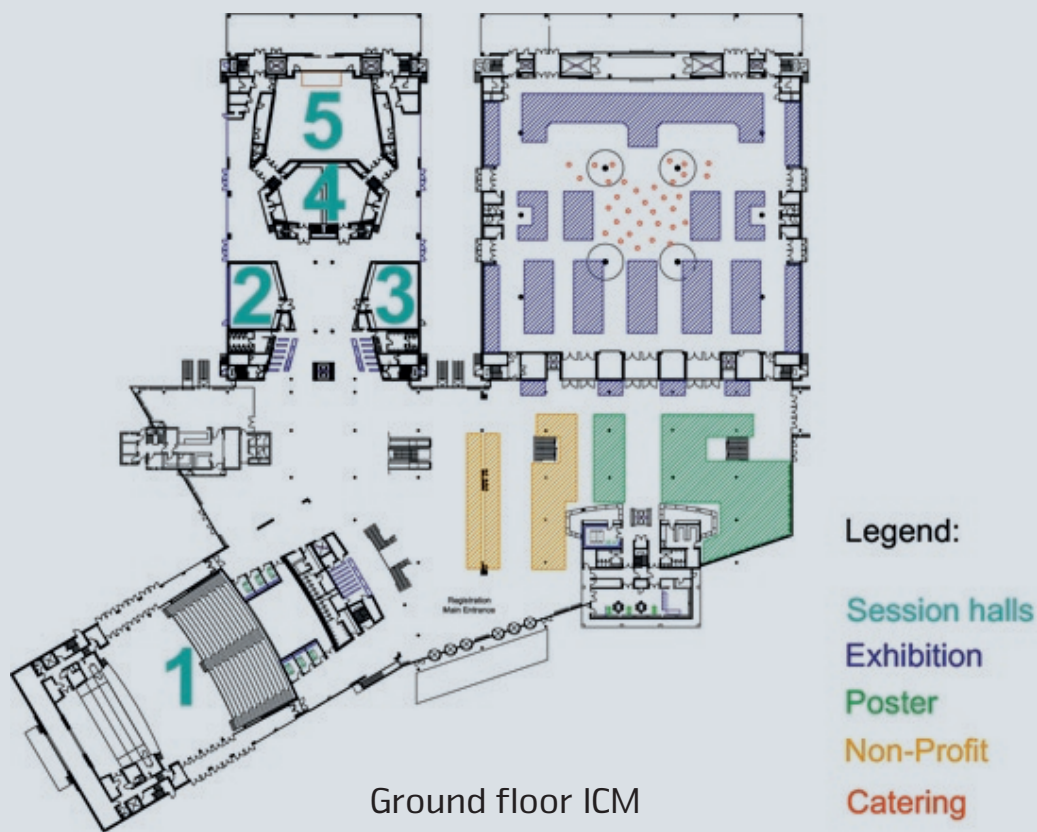 5
4
2
3
1
Registration
Main Entrance
Legend:
Session halls
Exhibition
Poster
Non-Profit
Catering
Ground floor ICM